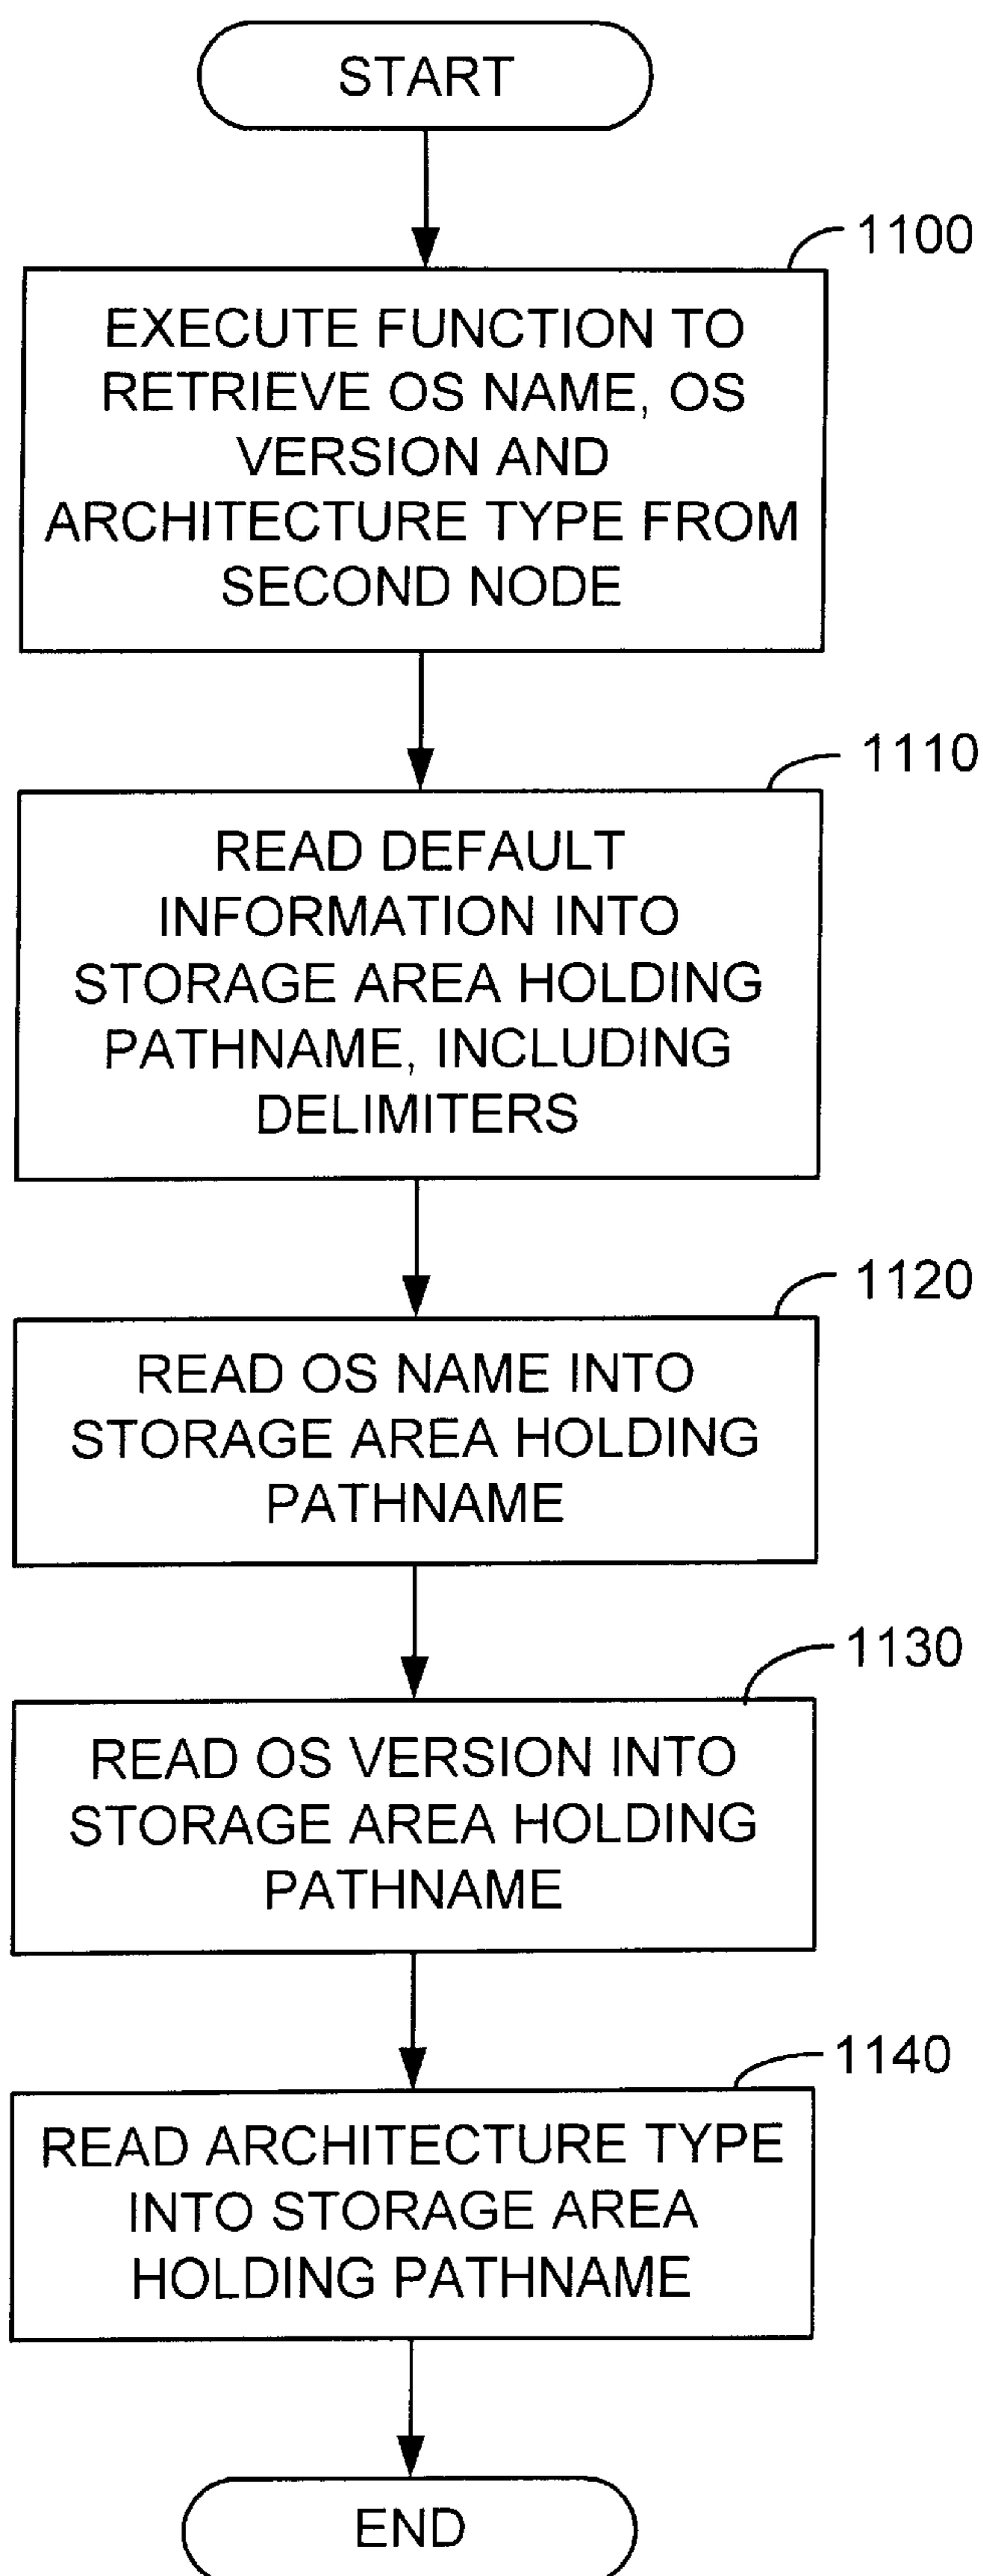 START
1100
EXECUTE FUNCTION TO
RETRIEVE OS NAME, OS
VERSION AND
ARCHITECTURE TYPE FROM
SECOND NODE
1110
READ DEFAULT
INFORMATION INTO
STORAGE AREA HOLDING
PATHNAME, INCLUDING
DELIMITERS
1120
READ OS NAME INTO
STORAGE AREA HOLDING
PATHNAME
1130
READ OS VERSION INTO
STORAGE AREA HOLDING
PATHNAME
1140
READ ARCHITECTURE TYPE
INTO STORAGE AREA
HOLDING PATHNAME
END